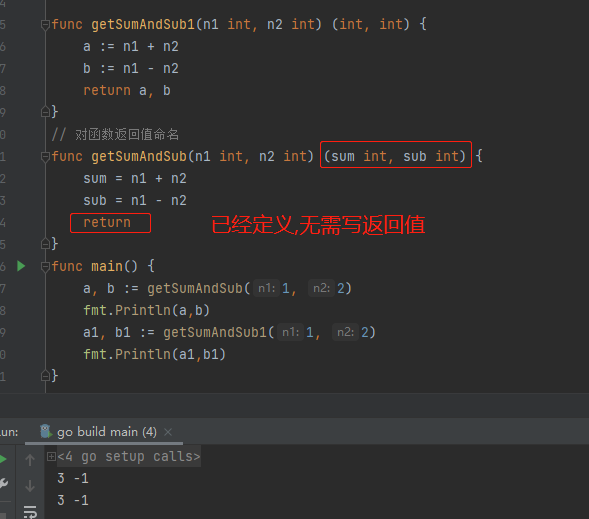 5 func getSumAndSub1(n1 int, n2 int) (int, int) {
6 a := n1 + n2
7 b := n1 - n2
8 return a, b
9 }
0 // 对函数返回值命名
1 func getSumAndSub(n1 int, n2 int) (sum int, sub int) {
2 sum = n1 + n2
3 sub = n1 - n2
4 return 已经定义,无需写返回值
5 }
6 func main() {
7 a, b := getSumAndSub( n1: 1, n2: 2)
8 fmt.Println(a,b)
9 a1, b1 := getSumAndSub1( n1: 1, n2: 2)
0 fmt.Println(a1,b1)
1 }
un: go build main (4) ×
<4 go setup calls>
3 -1
3 -1